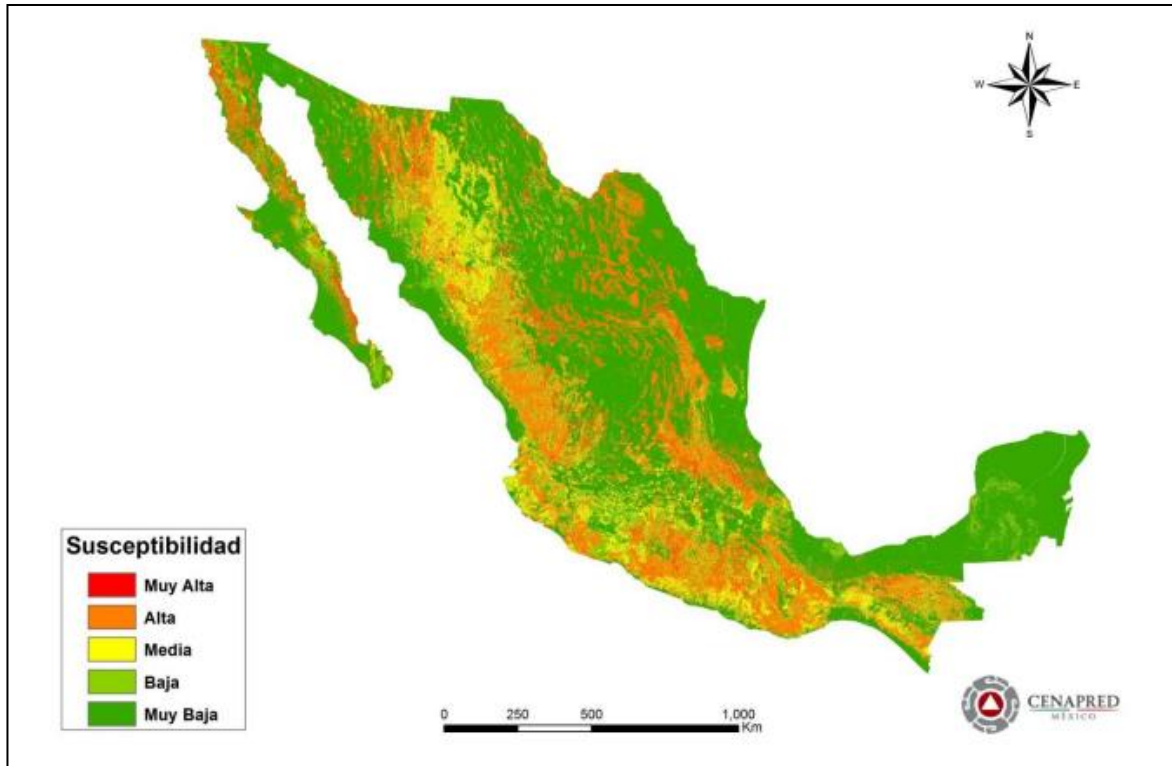 N
W
E
S
Susceptibilidad
Muy Alta
Alta
Media
Baja
Muy Baja
0 250 500 1,000
Km
CENAPRED
MÉXICO